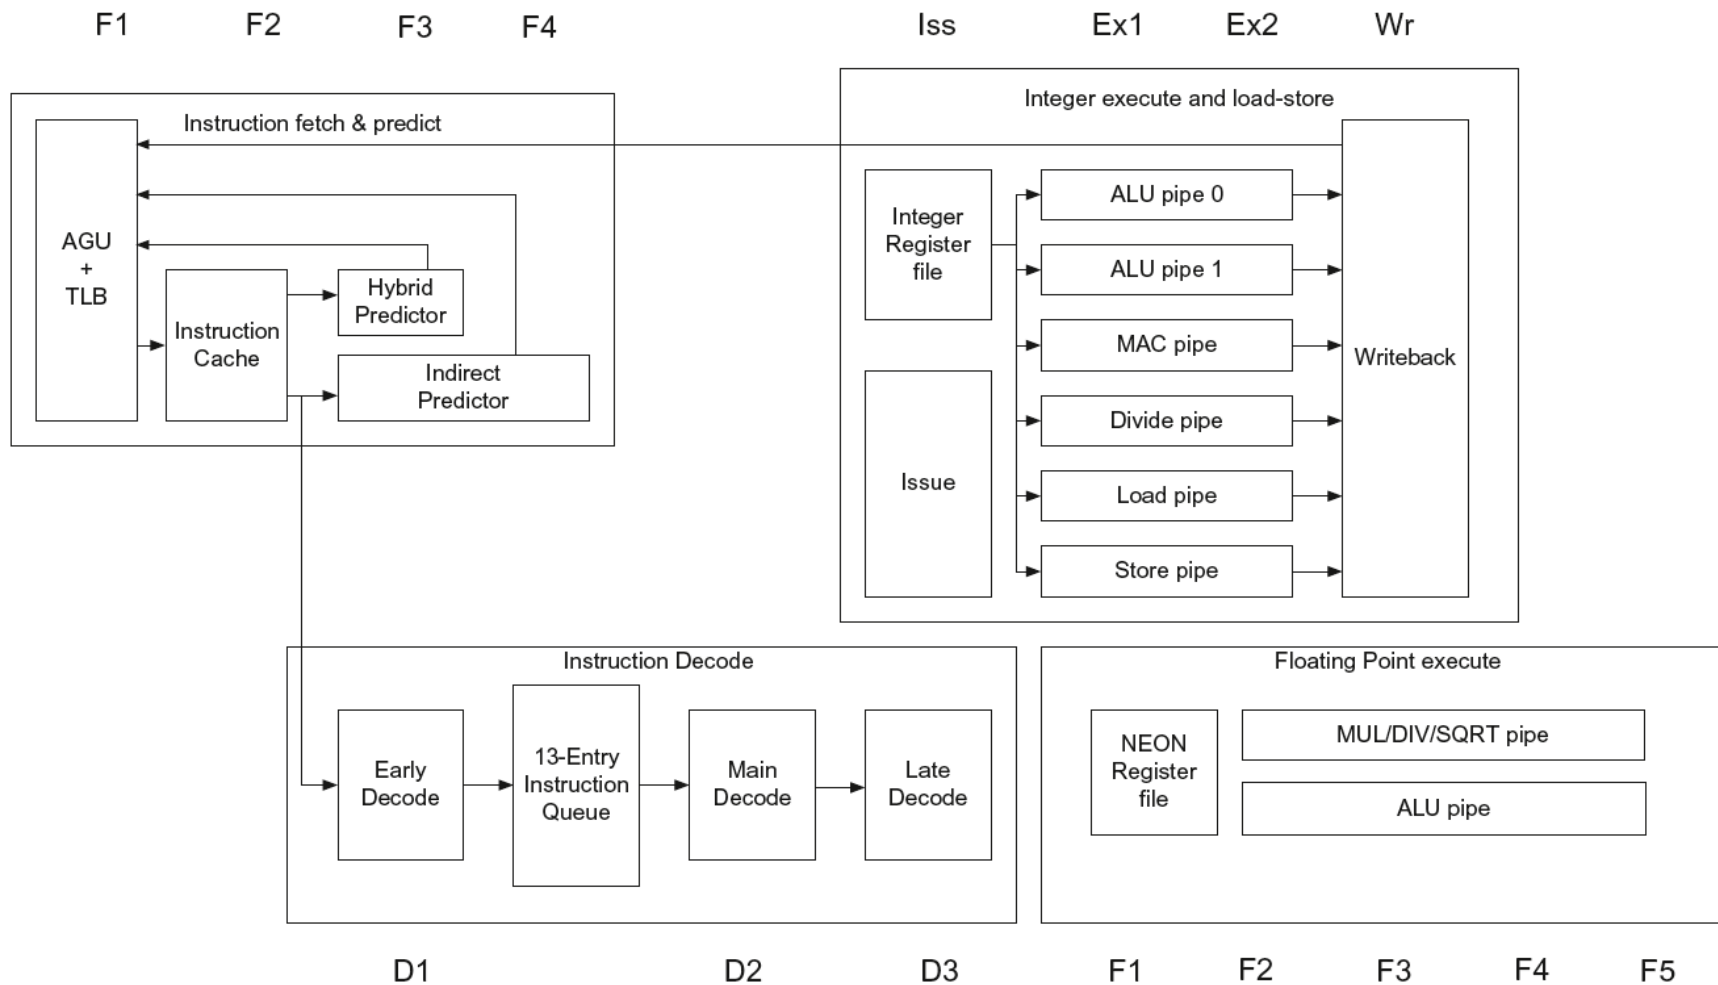 F1 F2 F3 F4 Iss Ex1 Ex2 Wr
Instruction fetch & predict
AGU
+
TLB
Instruction
Cache
Hybrid
Predictor
Indirect
Predictor
Integer execute and load-store
Integer
Register
file
Issue
ALU pipe 0
ALU pipe 1
MAC pipe
Divide pipe
Load pipe
Store pipe
Writeback
Instruction Decode
Early
Decode
13-Entry
Instruction
Queue
Main
Decode
Late
Decode
Floating Point execute
NEON
Register
file
MUL/DIV/SQRT pipe
ALU pipe
D1 D2 D3 F1 F2 F3 F4 F5